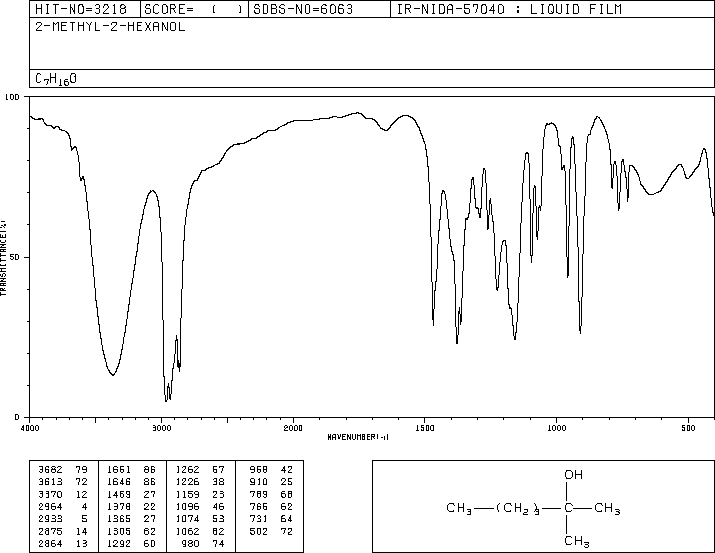 HIT-NO=3218 SCORE= ( ) SDBS-NO=6063 IR-NIDA-57040 : LIQUID FILM
2-METHYL-2-HEXANOL
C7H16O
100
50
0
TRANSMITTANCE(%)
4000 3000 2000 1500 1000 500
WAVENUMBER(-1)
3682 79 1661 86 1262 57 968 42
3613 72 1646 86 1226 38 910 25
3370 12 1469 27 1159 23 789 68
2964 4 1378 22 1096 46 766 62
2933 5 1365 27 1074 53 731 64
2875 14 1305 62 1062 62 502 72
2864 13 1292 60 980 74
OH
CH3—(CH2)3—C—CH3
CH3